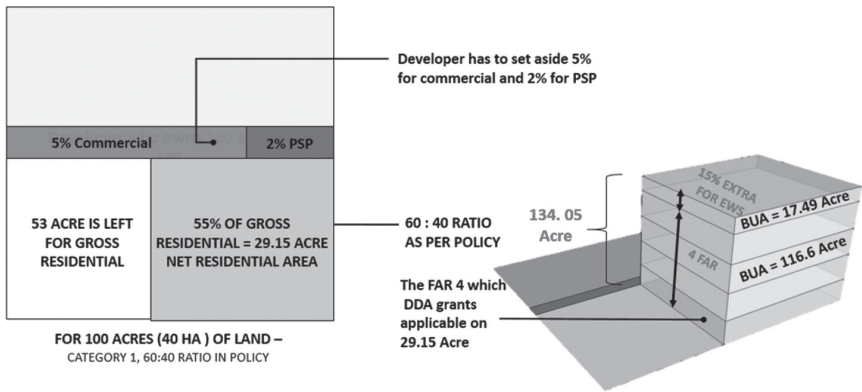 Developer has to set aside 5%
for commercial and 2% for PSP
5% Commercial
2% PSP
53 ACRE IS LEFT
FOR GROSS
RESIDENTIAL
55% OF GROSS
RESIDENTIAL = 29.15 ACRE
NET RESIDENTIAL AREA
60 : 40 RATIO
AS PER POLICY
The FAR 4 which
DDA grants
applicable on
29.15 Acre
134. 05
Acre
15% EXTRA
FOR EWS
4 FAR
BUA = 17.49 Acre
BUA = 116.6 Acre
FOR 100 ACRES (40 HA ) OF LAND –
CATEGORY 1, 60:40 RATIO IN POLICY